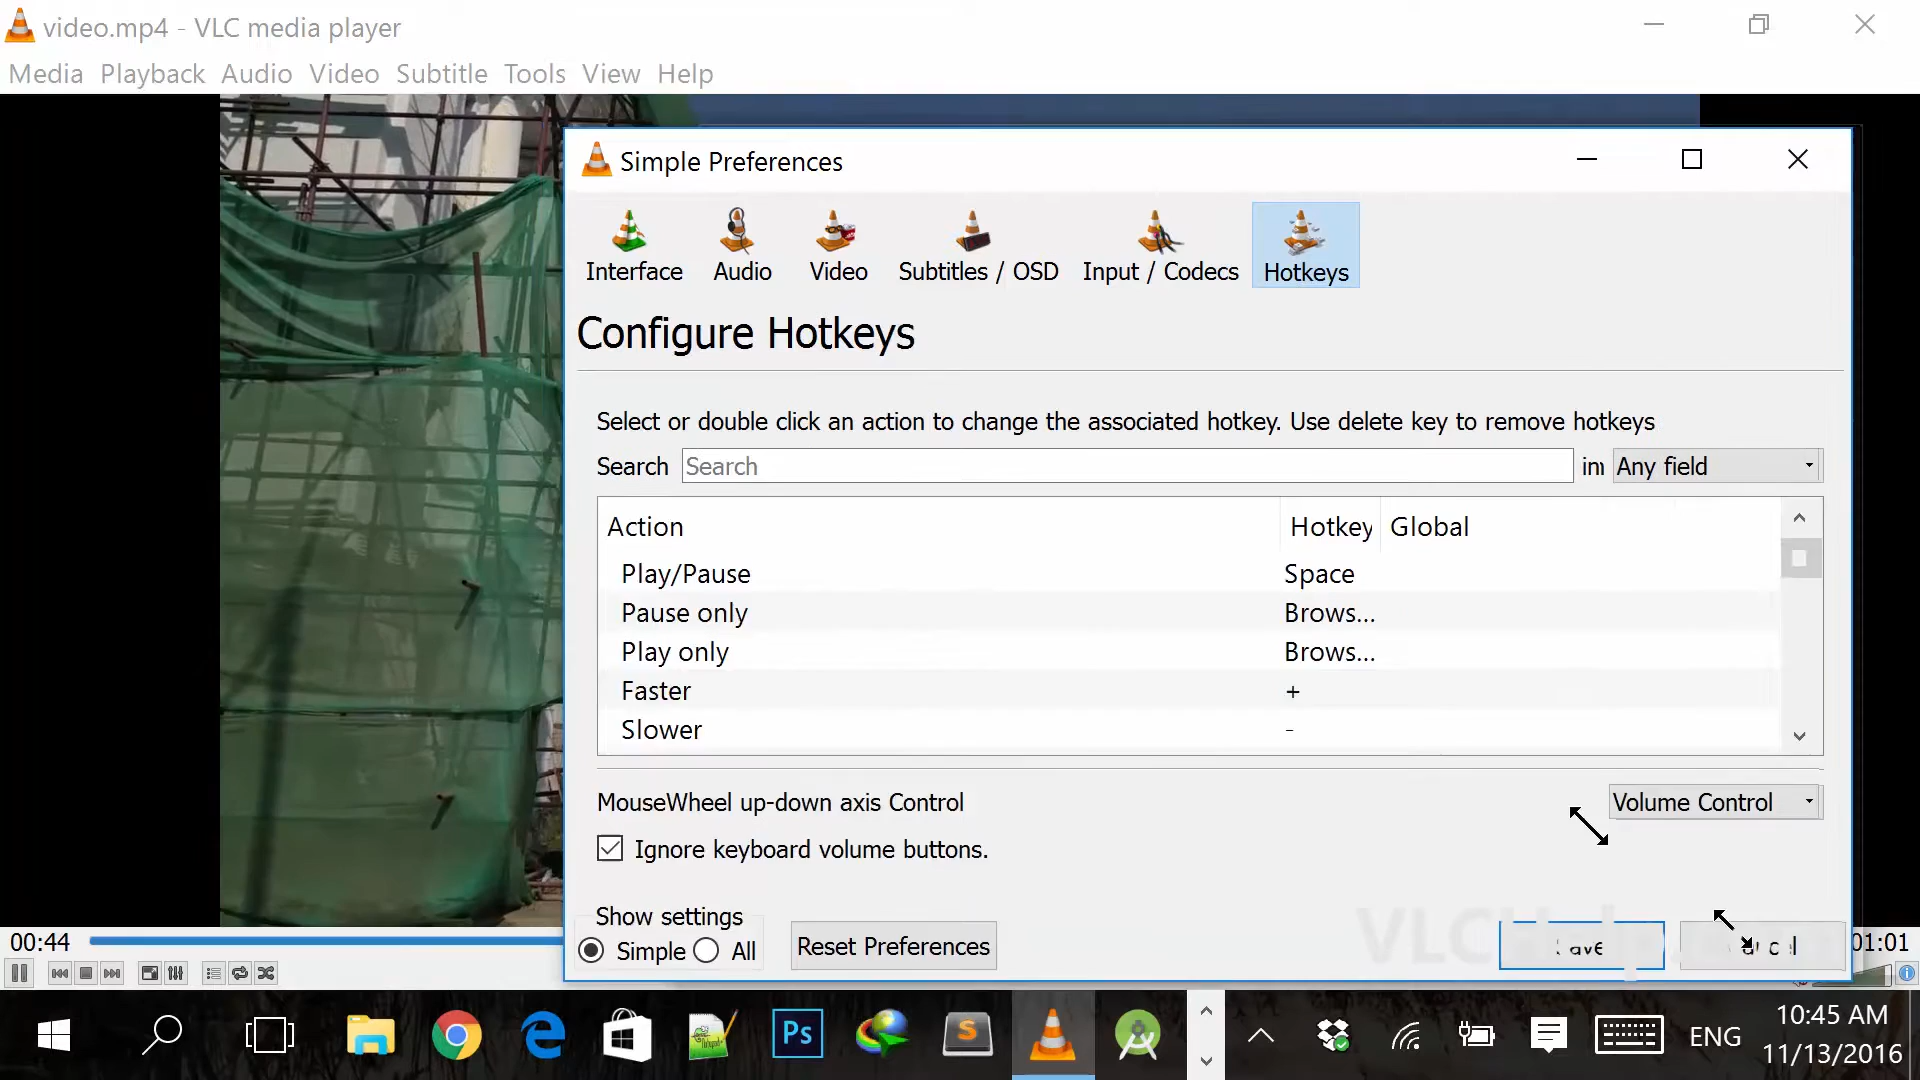 video.mp4 - VLC media player
Media Playback Audio Video Subtitle Tools View Help
Simple Preferences
Interface Audio Video Subtitles / OSD Input / Codecs Hotkeys
Configure Hotkeys
Select or double click an action to change the associated hotkey. Use delete key to remove hotkeys
Search Search in Any field
Action Hotkey Global
Play/Pause Space
Pause only Brows...
Play only Brows...
Faster +
Slower -
MouseWheel up-down axis Control Volume Control
Ignore keyboard volume buttons.
Show settings
Simple All Reset Preferences
00:44 01:01
Ps
S
ENG
10:45 AM
11/13/2016